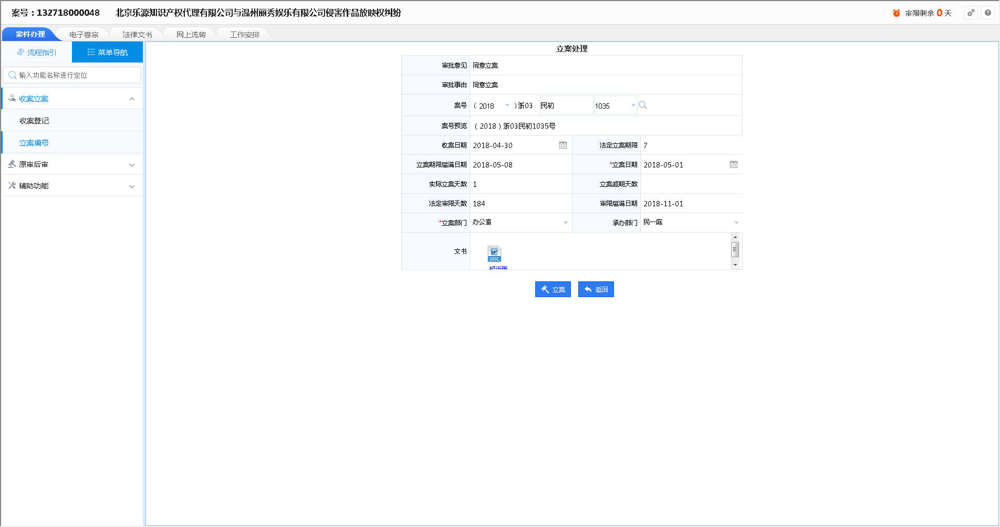 案号：132718000048 北京乐源知识产权代理有限公司与温州丽秀娱乐有限公司侵害作品放映权纠纷 审限剩余 0 天
案件办理 电子卷宗 法律文书 网上流转 工作安排
流程指引 菜单导航
输入功能名称进行定位
收案立案
收案登记
立案编号
原审后审
辅助功能
立案处理
审批意见 同意立案
审批事由 同意立案
案号 （ 2018 ）浙03 民初 1035
案号预览 （ 2018 ）浙03民初1035号
收案日期 2018-04-30 法定立案期限 7
立案期限届满日期 2018-05-08 *立案日期 2018-05-01
实际立案天数 1 立案超期天数
法定审限天数 184 审限届满日期 2018-11-01
*立案部门 办公室 承办部门 民一庭
文书
DOC
立案 返回